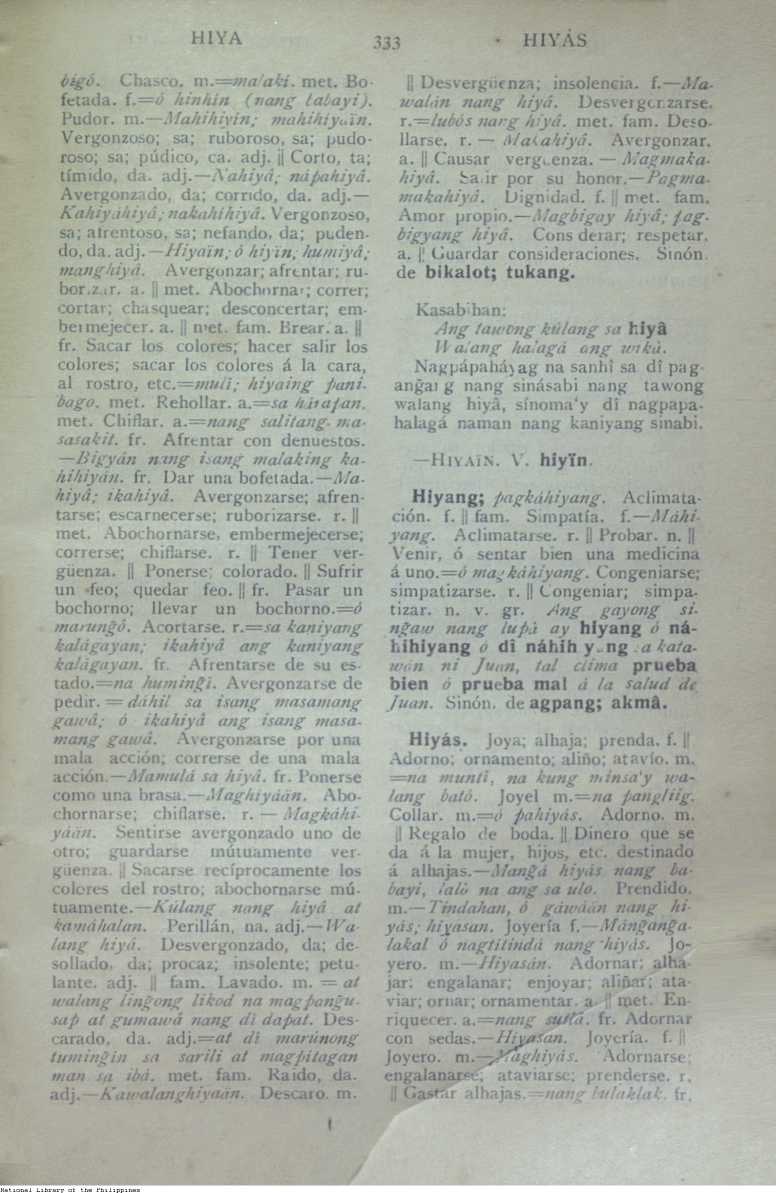 HIYA
333
HIYÁS
bigô. Chasco. m.=ma'akí. met. Bo-
fetada. f.=ó hinhin (nang babayi).
Pudor. m.—Mahihiyin; mahihiyaïn.
Vergonzoso; sa; ruboroso, sa; pudo-
roso; sa; púdico, ca. adj. || Corto, ta;
tímido, da. adj.—Nahiyâ; nápahiyâ.
Avergonzado, da; corrido, da. adj.—
Kahiyáhiyâ; nakahihiyâ. Vergonzoso,
sa; afrentoso, sa; nefando, da; puden-
do, da. adj.—Hiyaïn; ó hiyïn; humiyâ;
manghiyâ. Avergonzar; afrentar; ru-
borizar. a. || met. Abochornar; correr;
cortar; chasquear; desconcertar; em-
bermejecer. a. || met. fam. Brear. a. ||
fr. Sacar los colores; hacer salir los
colores; sacar los colores á la cara,
al rostro, etc.=mulî; hiyaing pani-
bago. met. Rehollar. a.=sa harapan.
met. Chiflar. a.=nang salitang. ma-
sasakit. fr. Afrentar con denuestos.
—Bigyán nang isang malaking ka-
hihiyán. fr. Dar una bofetada.—Ma-
hiyâ; ikahiyâ. Avergonzarse; afren-
tarse; escarnecerse; ruborizarse. r. ||
met. Abochornarse, embermejecerse;
correrse; chiflarse. r. || Tener ver-
güenza. || Ponerse; colorado. || Sufrir
un feo; quedar feo. || fr. Pasar un
bochorno; llevar un bochorno.=ó
marungô. Acortarse. r.=sa kaniyang
kalágayan; ikahiyâ ang kaniyang
kalágayan. fr. Afrentarse de su es-
tado.=na humingî. Avergonzarse de
pedir. = dáhil sa isang masamang
gawâ; ó ikahiyâ ang isang masa-
mang gawâ. Avergonzarse por una
mala acción; correrse de una mala
acción.—Mamulá sa hiyâ. fr. Ponerse
como una brasa.—Maghiyáän. Abo-
chornarse; chiflarse. r. — Magkáhi-
yáän. Sentirse avergonzado uno de
otro; guardarse mútuamente ver-
güenza. || Sacarse recíprocamente los
colores del rostro; abochornarse mú-
tuamente.—Kúlang nang hiyâ at
kamáhalan. Perillán, na. adj.—Wa-
lang hiyâ. Desvergonzado, da; de-
sollado, da; procaz; insolente; petu-
lante. adj. || fam. Lavado. m. = at
walang lingong likod na magpangu-
sap at gumawâ nang dî dapat. Des-
carado, da. adj.=at dî marúnong
tumingin sa sarili at magpitagan
man sa ibá. met. fam. Raido, da.
adj.—Kawalanghiyaán. Descaro. m.
|| Desvergüenza; insolencia. f.—Ma-
walán nang hiyâ. Desvergonzarse.
r.=lubós nang hiyâ. met. fam. Deso-
llarse. r. — Makahiyâ. Avergonzar.
a. || Causar vergüenza. — Magmaka-
hiyâ. Salir por su honor.—Pagma-
makahiyâ. Dignidad. f. || met. fam.
Amor propio.—Magbigay hiyâ; pag-
bigyang hiyâ. Considerar; respetar.
a. || Guardar consideraciones. Sinón.
de bikalot; tukang.
Kasabihan:
Ang tawong kúlang sa hiyâ
Walang halagá ang wikà.
Nagpápaháyag na sanhî sa dî pag-
angang nang sinásabi nang tawong
walang hiyâ, sínoma'y dî nagpapa-
halagá naman nang kaniyang sinabi.
—HIYAÏN. V. hiyïn.
Hiyang; pagkáhiyang. Aclimata-
ción. f. || fam. Simpatía. f.—Máhi-
yang. Aclimatarse. r. || Probar. n. ||
Venir, ó sentar bien una medicina
á uno.=ó magkáhiyang. Congeniarse;
simpatizarse. r. || Congeniar; simpa-
tizar. n. v. gr. Ang gayong si-
ngaw nang lupà ay hiyang ó ná-
hihiyang ó dî náhihiyang sa kata-
wán ni Juan, tal clima prueba
bien ó prueba mal á la salud de
Juan. Sinón. de agpang; akmâ.
Hiyás. Joya; alhaja; prenda. f. ||
Adorno; ornamento; aliño; atavío. m.
=na muntî, na kung mínsa'y wa-
lang bató. Joyel m.=na pangliig.
Collar. m.=ó pahiyás. Adorno. m.
|| Regalo de boda. || Dinero que se
da á la mujer, hijos, etc. destinado
á alhajas.—Mangá hiyás nang ba-
bayi, lalò na ang sa ulo. Prendido.
m.—Tindahan, ó gáwáän nang hi-
yás; hiyasan. Joyería f.—Mánganga-
lakal ó nagtitindá nang hiyás. Jo-
yero. m.—Hiyasán. Adornar; alha-
jar; engalanar; enjoyar; aliñar; ata-
viar; ornar; ornamentar. a. || met. En-
riquecer. a.=nang sutlâ. fr. Adornar
con sedas.—Hiyasan. Joyería. f. ||
Joyero. m.—Maghiyás. Adornarse;
engalanarse; ataviarse; prenderse. r.
|| Gastar alhajas.=nang bulaklak. fr.
National Library of the Philippines